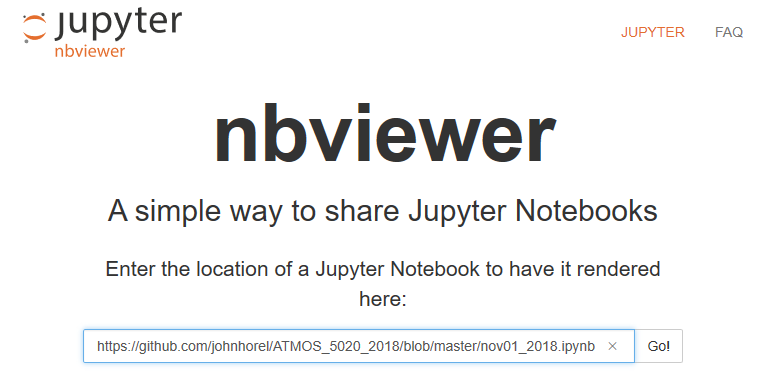 jupyter
nbviewer
JUPYTER FAQ
nbviewer
A simple way to share Jupyter Notebooks
Enter the location of a Jupyter Notebook to have it rendered
here:
https://github.com/johnhorel/ATMOS_5020_2018/blob/master/nov01_2018.ipynb × Go!